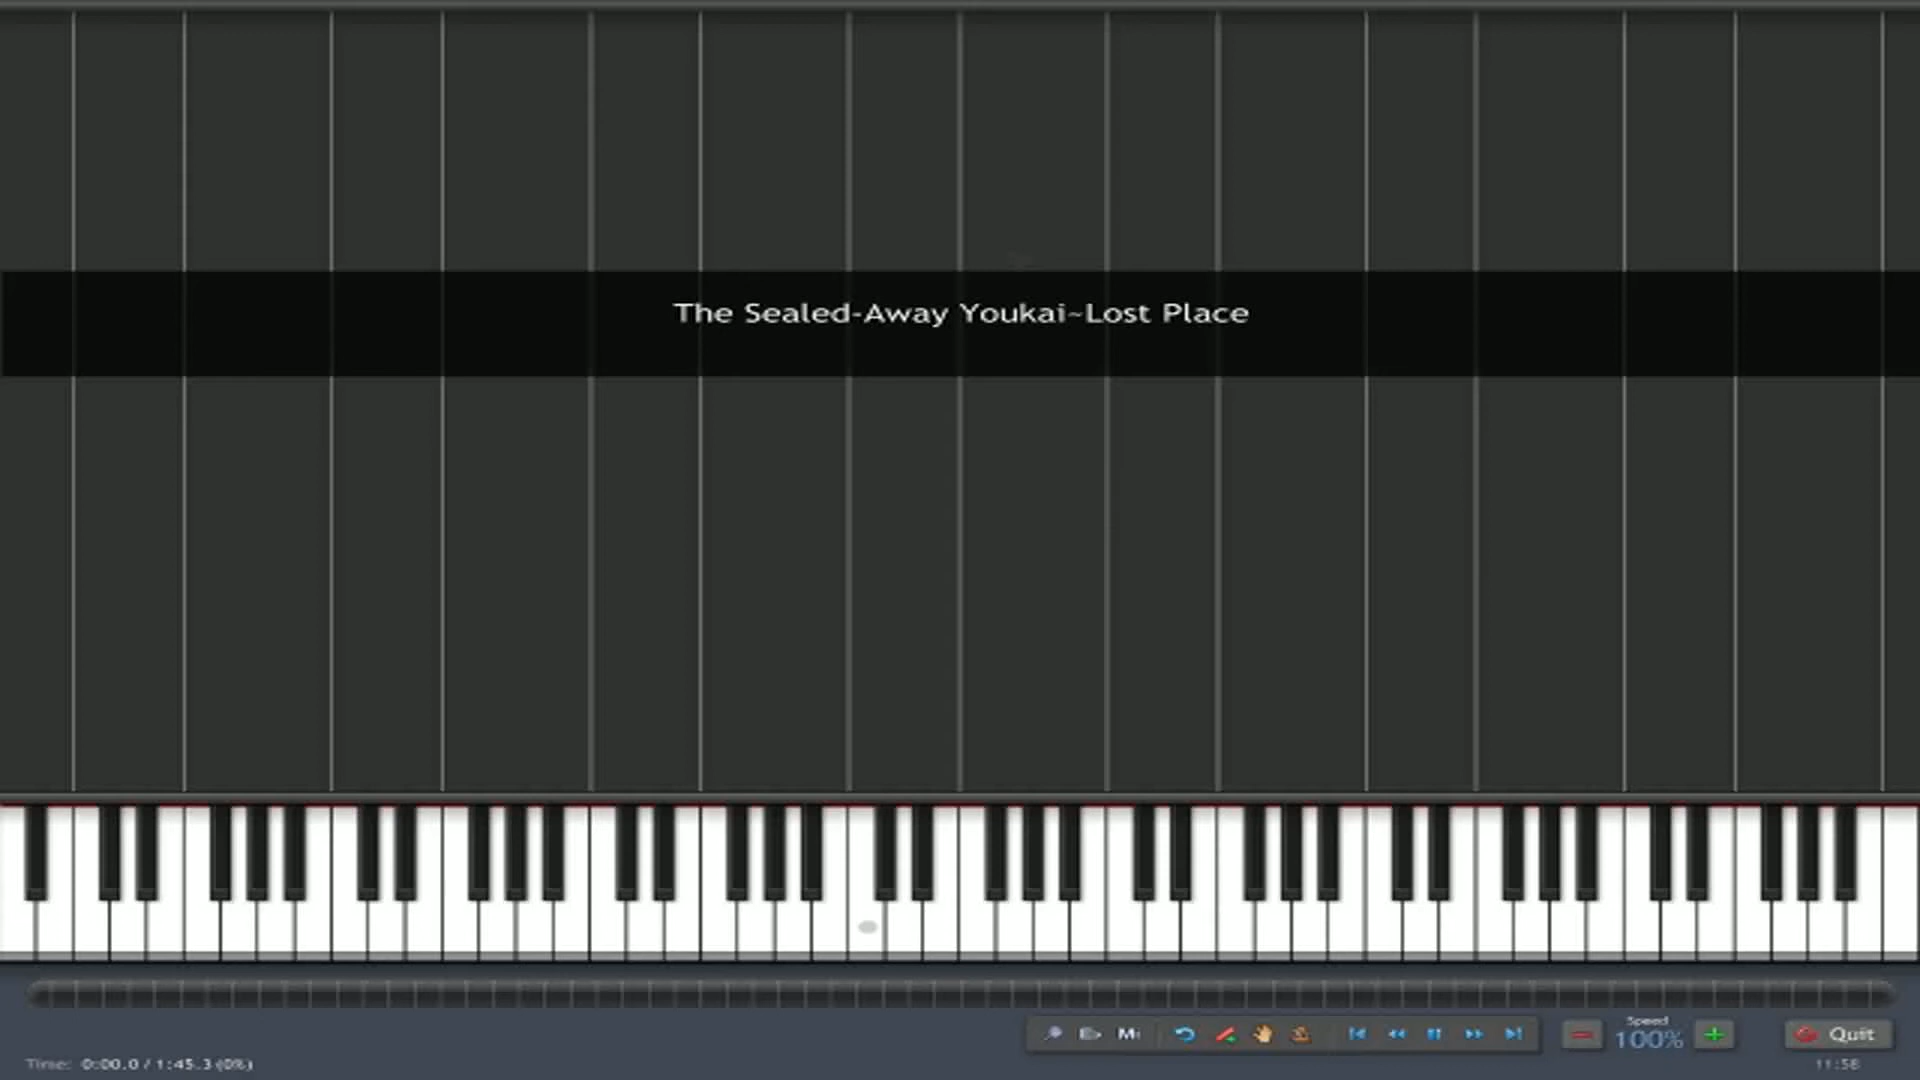 The Sealed-Away Youkai~Lost Place
M
Speed
100%
Quit
Time: 0:00.0 / 1:45.3 (0%)
11:58